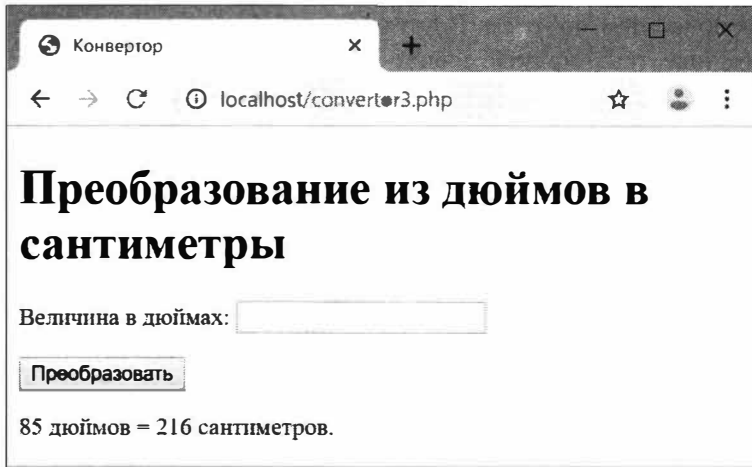 Конвертор
localhost/converter3.php
Преобразование из дюймов в
сантиметры
Величина в дюймах:
Преобразовать
85 дюймов = 216 сантиметров.